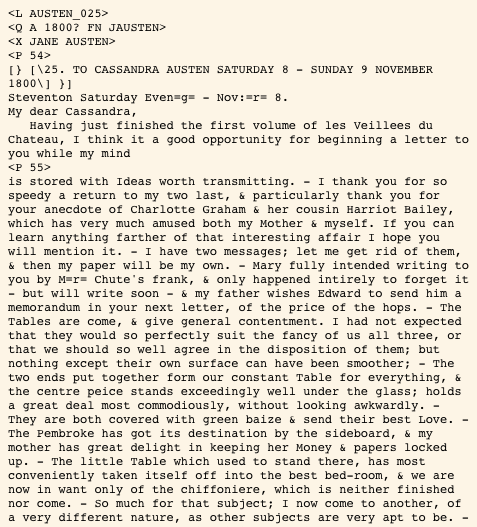 <L AUSTEN_025>
<Q A 1800? FN JAUSTEN>
<X JANE AUSTEN>
<P 54>
[} [\25. TO CASSANDRA AUSTEN SATURDAY 8 - SUNDAY 9 NOVEMBER
1800\] }]
Steventon Saturday Even=g= - Nov:=r= 8.
My dear Cassandra,
Having just finished the first volume of les Veillees du
Chateau, I think it a good opportunity for beginning a letter to
you while my mind
<P 55>
is stored with Ideas worth transmitting. - I thank you for so
speedy a return to my two last, & particularly thank you for
your anecdote of Charlotte Graham & her cousin Harriot Bailey,
which has very much amused both my Mother & myself. If you can
learn anything farther of that interesting affair I hope you
will mention it. - I have two messages; let me get rid of them,
& then my paper will be my own. - Mary fully intended writing to
you by M=r= Chute's frank, & only happened intirely to forget it
- but will write soon - & my father wishes Edward to send him a
memorandum in your next letter, of the price of the hops. - The
Tables are come, & give general contentment. I had not expected
that they would so perfectly suit the fancy of us all three, or
that we should so well agree in the disposition of them; but
nothing except their own surface can have been smoother; - The
two ends put together form our constant Table for everything, &
the centre peice stands exceedingly well under the glass; holds
a great deal most commodiously, without looking awkwardly. -
They are both covered with green baize & send their best Love. -
The Pembroke has got its destination by the sideboard, & my
mother has great delight in keeping her Money & papers locked
up. - The little Table which used to stand there, has most
conveniently taken itself off into the best bed-room, & we are
now in want only of the chiffoniere, which is neither finished
nor come. - So much for that subject; I now come to another, of
a very different nature, as other subjects are very apt to be. -